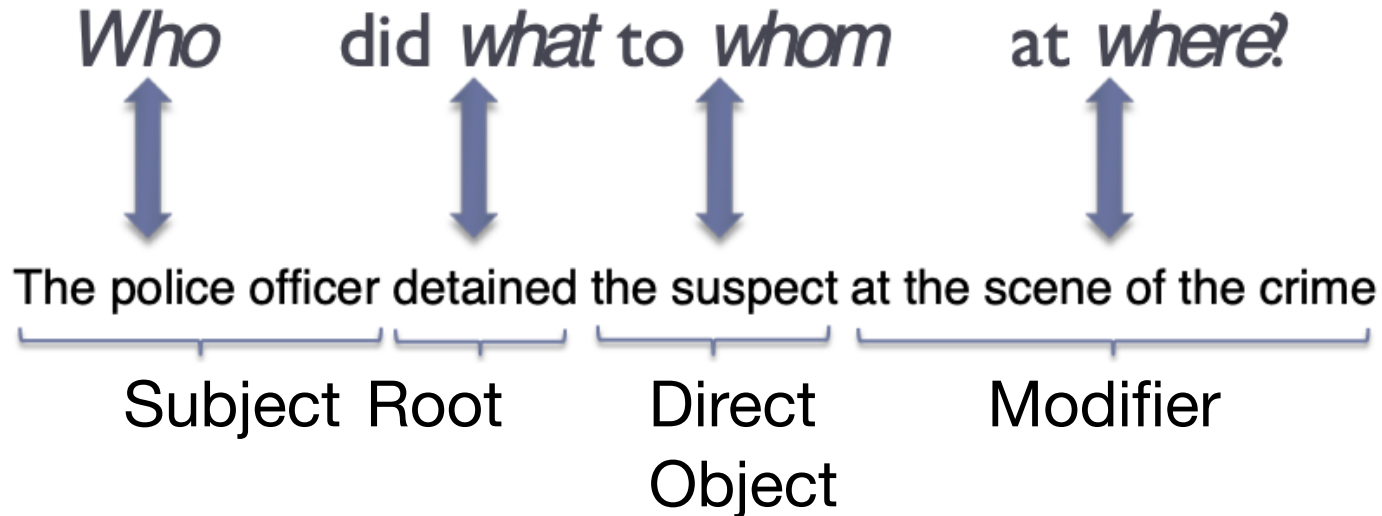 Who did what to whom at where?
The police officer detained the suspect at the scene of the crime
Subject Root Direct Modifier
Object